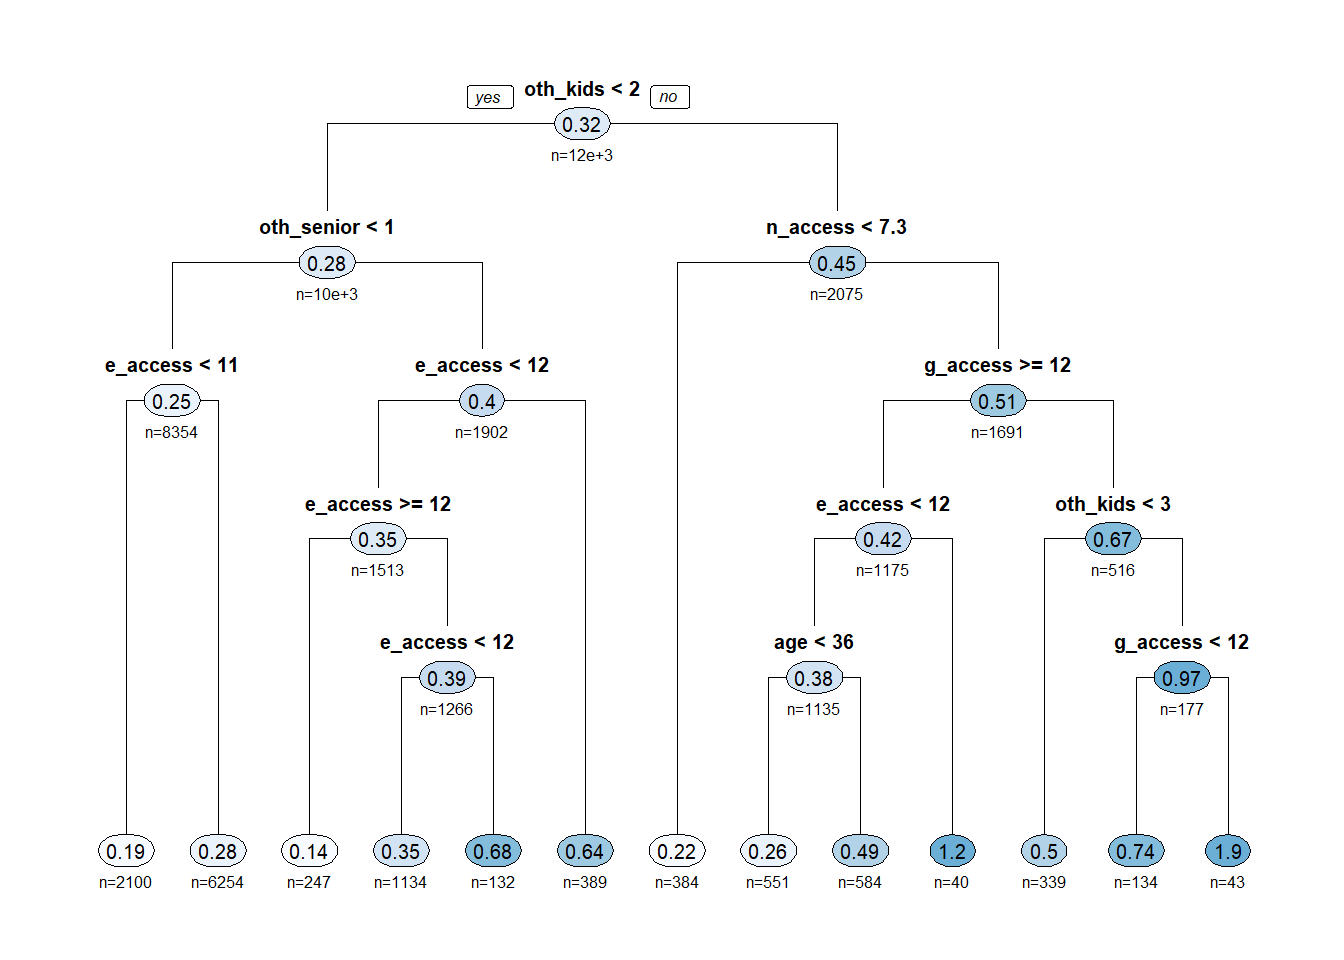 yes oth_kids < 2 no
0.32
n=12e+3
oth_senior < 1 n_access < 7.3
0.28 0.45
n=10e+3 n=2075
e_access < 11 e_access < 12 g_access >= 12
0.25 0.4 0.51
n=8354 n=1902 n=1691
e_access >= 12 e_access < 12 oth_kids < 3
0.35 0.42 0.67
n=1513 n=1175 n=516
e_access < 12 age < 36 g_access < 12
0.39 0.38 0.97
n=1266 n=1135 n=177
0.19 0.28 0.14 0.35 0.68 0.64 0.22 0.26 0.49 1.2 0.5 0.74 1.9
n=2100 n=6254 n=247 n=1134 n=132 n=389 n=384 n=551 n=584 n=40 n=339 n=134 n=43